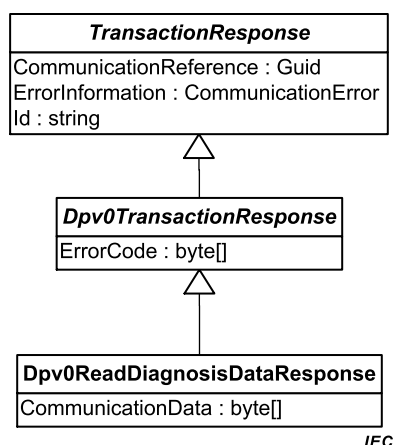 TransactionResponse
CommunicationReference : Guid
ErrorInformation : CommunicationError
Id : string
Dpv0TransactionResponse
ErrorCode : byte[]
Dpv0ReadDiagnosisDataResponse
CommunicationData : byte[]
IEC